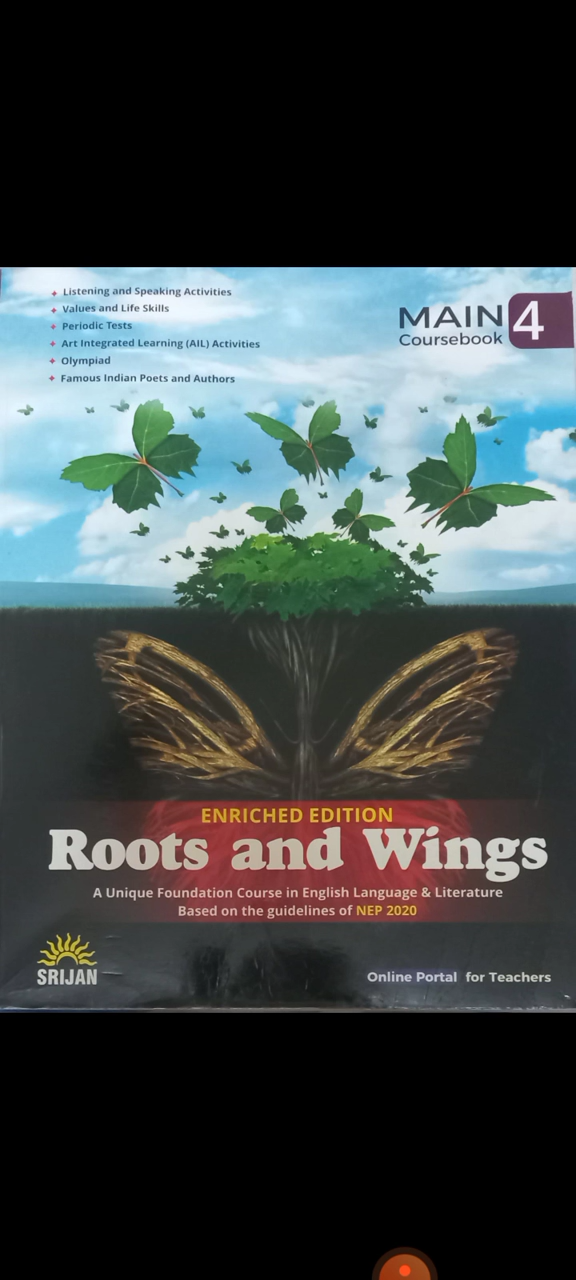 Listening and Speaking Activities
Values and Life Skills
Periodic Tests
Art Integrated Learning (AIL) Activities
Olympiad
Famous Indian Poets and Authors
MAIN 4
Coursebook
ENRICHED EDITION
Roots and Wings
A Unique Foundation Course in English Language & Literature
Based on the guidelines of NEP 2020
SRIJAN
Online Portal for Teachers